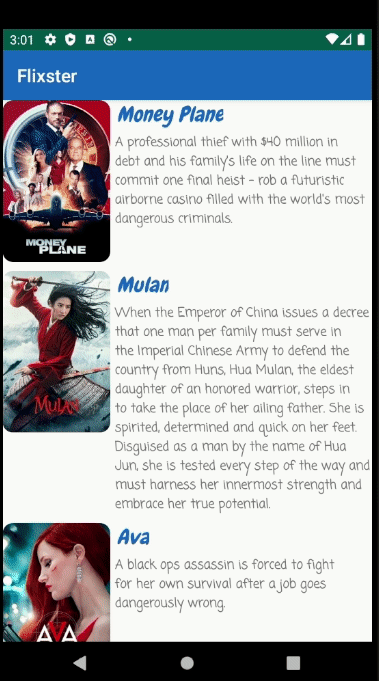 3:01
Flixster
Money Plane
A professional thief with $40 million in
debt and his family's life on the line must
commit one final heist - rob a futuristic
airborne casino filled with the world's most
dangerous criminals.
MONEY
PLANE
Mulan
When the Emperor of China issues a decree
that one man per family must serve in
the Imperial Chinese Army to defend the
country from Huns, Hua Mulan, the eldest
daughter of an honored warrior, steps in
to take the place of her ailing father. She is
spirited, determined and quick on her feet.
Disguised as a man by the name of Hua
Jun, she is tested every step of the way and
must harness her innermost strength and
embrace her true potential.
MULAN
Ava
A black ops assassin is forced to fight
for her own survival after a job goes
dangerously wrong.
AVA